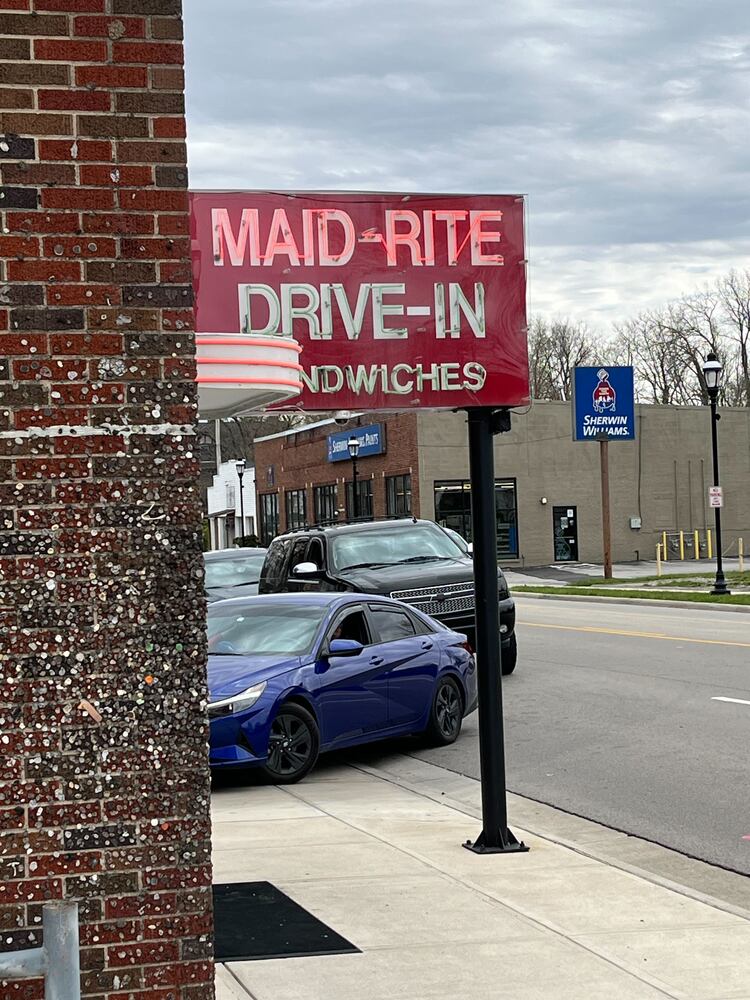 MAID-RITE
DRIVE-IN
NDWICHES
SHERWIN
WILLIAMS.